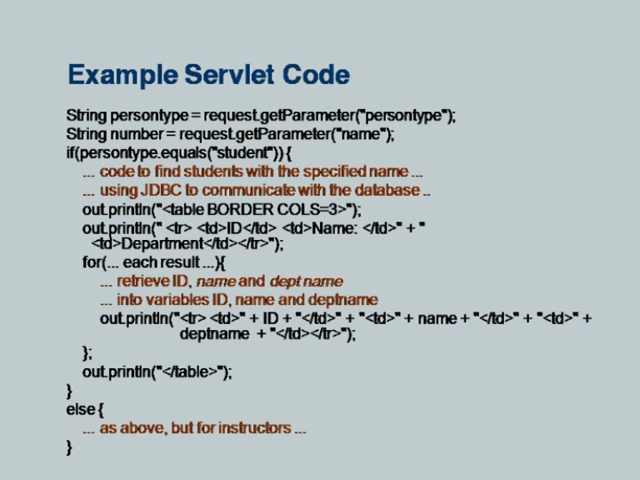 Example Servlet Code
String persontype = request.getParameter("persontype");
String number = request.getParameter("name");
if(persontype.equals("student")) {
... code to find students with the specified name ...
... using JDBC to communicate with the database ..
out.println("<table BORDER COLS=3>");
out.println(" <tr> <td>ID</td> <td>Name: </td>" + "
<td>Department</td></tr>");
for(... each result ...){
... retrieve ID, name and dept name
... into variables ID, name and deptname
out.println("<tr> <td>" + ID + "</td>" + "<td>" + name + "</td>" + "<td>" +
deptname + "</td></tr>");
};
out.println("</table>");
}
else {
... as above, but for instructors ...
}